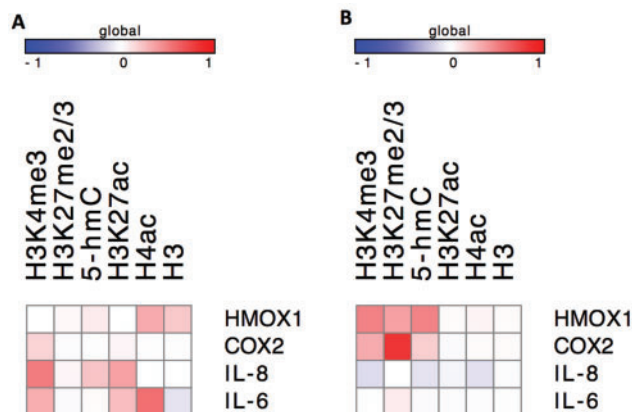 A
global
- 1 0 1
H3K4me3
H3K27me2/3
5-hmC
H3K27ac
H4ac
H3
HMOX1
COX2
IL-8
IL-6
B
global
- 1 0 1
H3K4me3
H3K27me2/3
5-hmC
H3K27ac
H4ac
H3
HMOX1
COX2
IL-8
IL-6